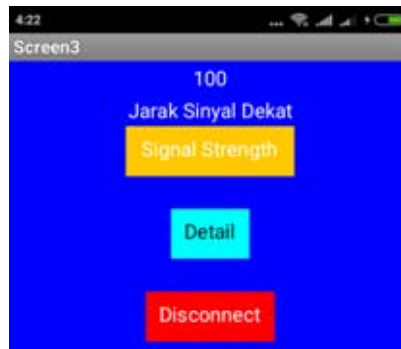 4:22
...
Screen3
100
Jarak Sinyal Dekat
Signal Strength
Detail
Disconnect